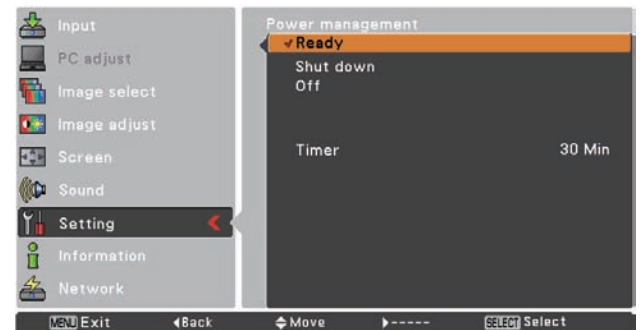 Input
PC adjust
Image select
Image adjust
Screen
Sound
Setting
Information
Network
Power management
✔Ready
Shut down
Off
Timer 30 Min
MENU Exit ◀Back ▲▼Move ▶----- SELECT Select